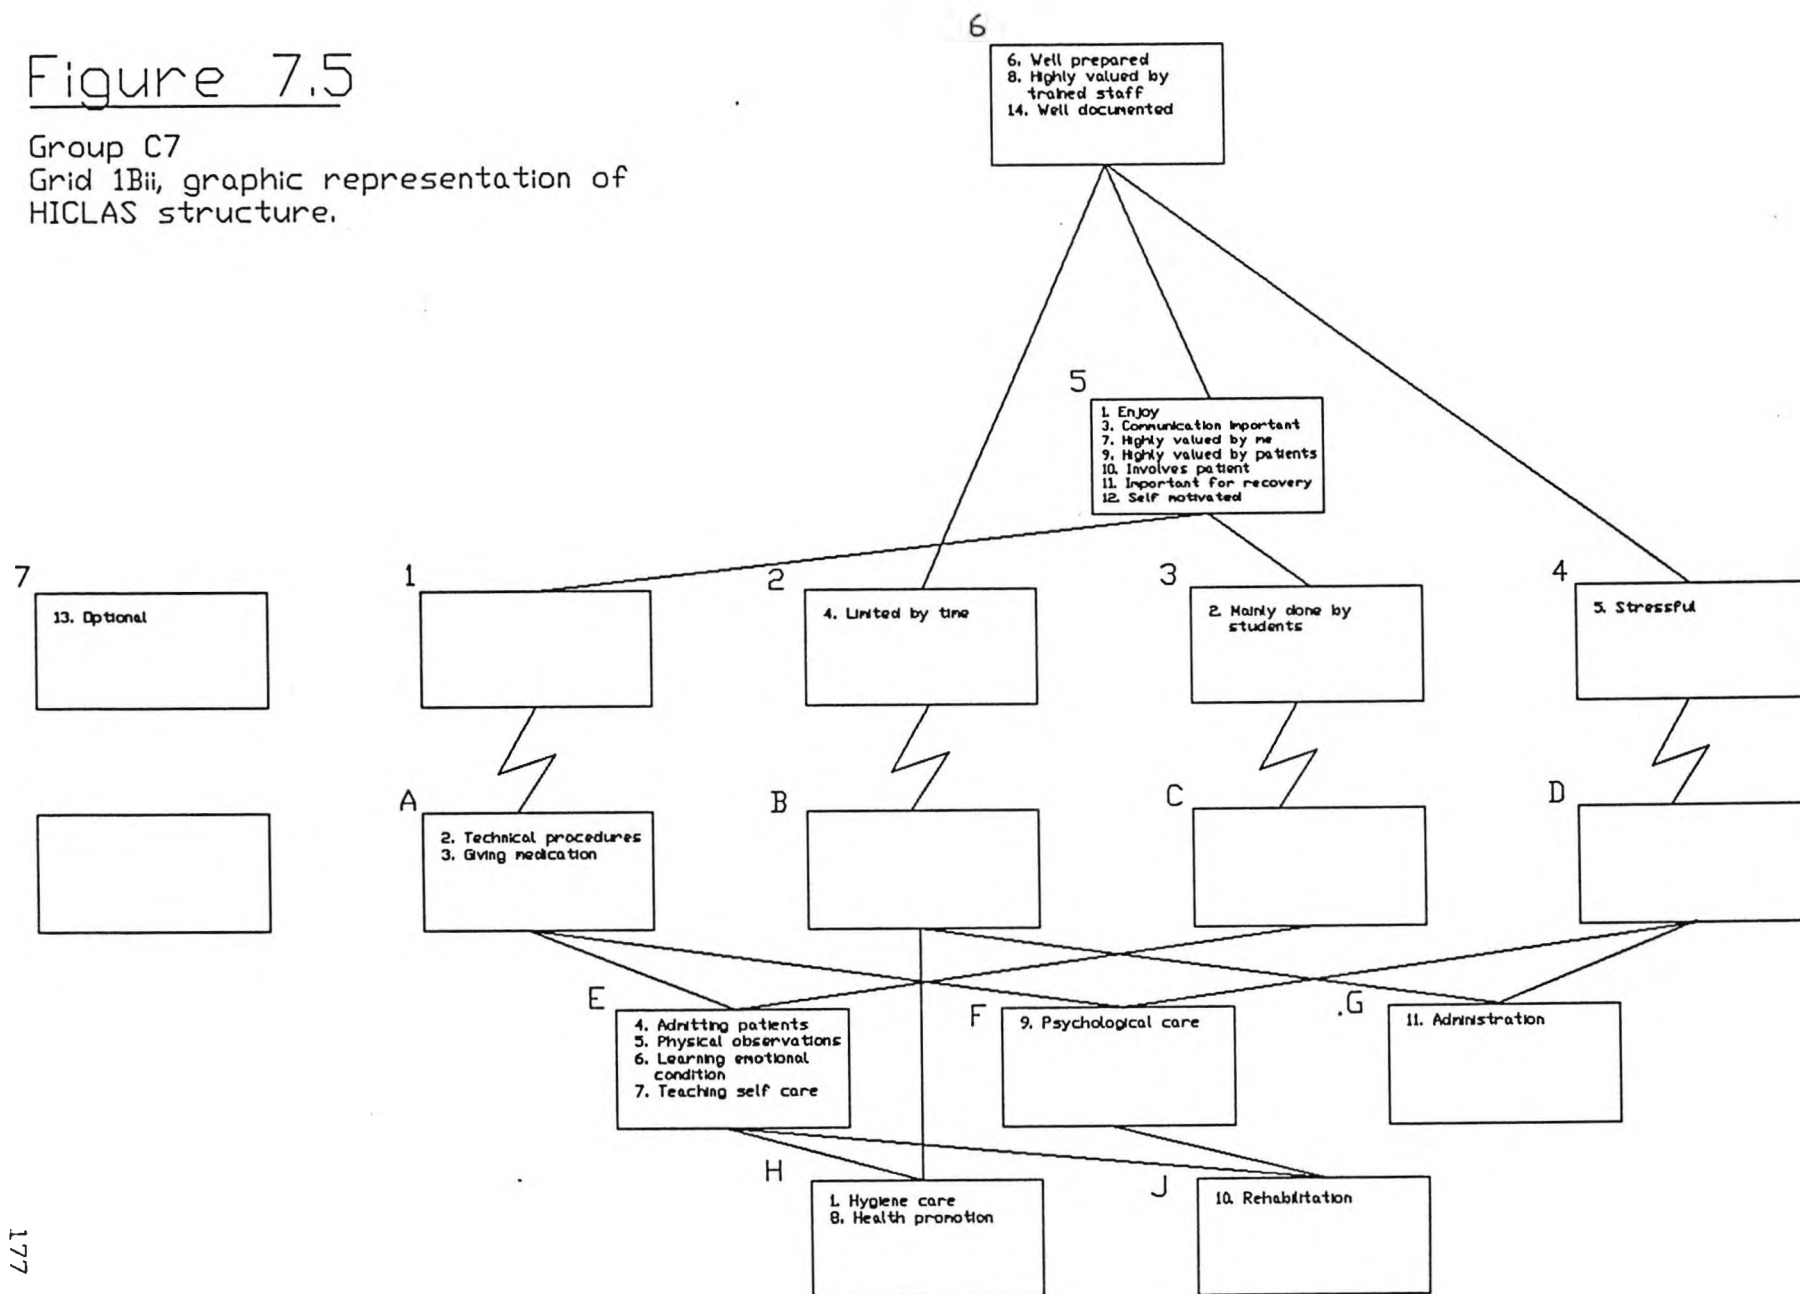 Figure 7.5
Group C7
Grid 1Bii, graphic representation of
HICLAS structure.
6
6. Well prepared
8. Highly valued by
trained staff
14. Well documented
5
1. Enjoy
3. Communication important
7. Highly valued by me
9. Highly valued by patients
10. Involves patient
11. Important for recovery
12. Self motivated
7
13. Optional
1
2
4. Limited by time
3
2. Mainly done by
students
4
5. Stressful
A
2. Technical procedures
3. Giving medication
B
C
D
E
4. Admitting patients
5. Physical observations
6. Learning emotional
condition
7. Teaching self care
F
9. Psychological care
G
11. Administration
H
1. Hygiene care
8. Health promotion
J
10. Rehabilitation
177